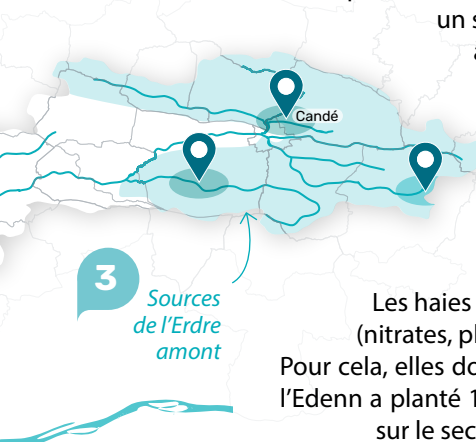 un s
a
Candé
3
Sources
de l'Erdre
amont
Les haies
(nitrates, pl
Pour cela, elles do
l'Edenn a planté 1
sur le sec